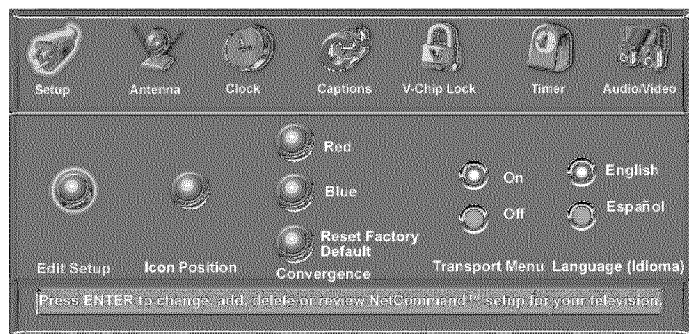 Setup Antenna Clock Captions V-Chip Lock Timer Audio/Video
Red
Blue
Reset Factory
Default
On
Off
English
Español
Edit Setup Icon Position Convergence Transport Menu Language (Idioma)
Press ENTER to change, add, delete or review NetCommand™ setup for your television.